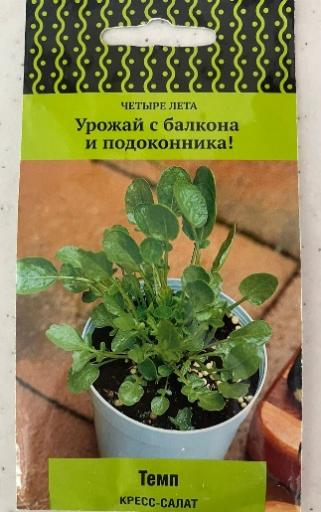 ЧЕТЫРЕ ЛЕТА
Урожай с балкона
и подоконника!
Темп
КРЕСС-САЛАТ